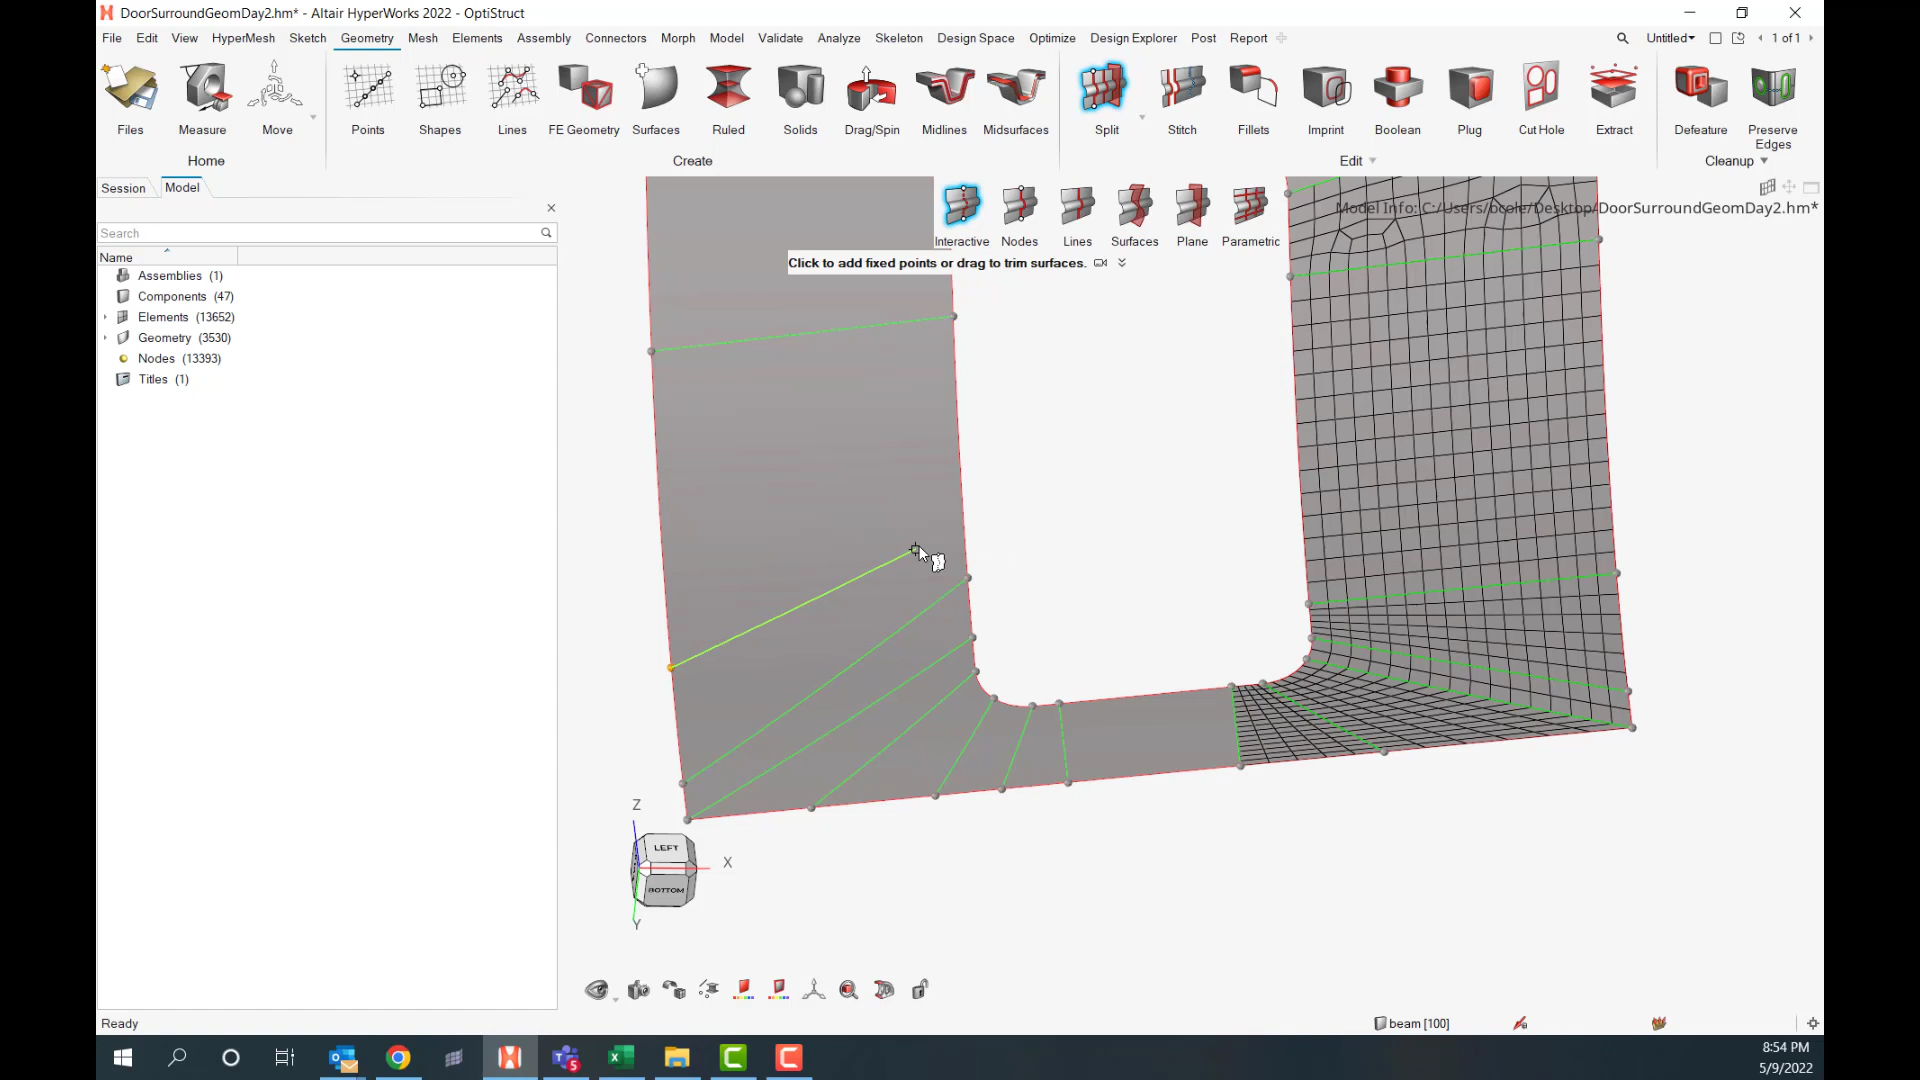 DoorSurroundGeomDay2.hm* - Altair HyperWorks 2022 - OptiStruct
File Edit View HyperMesh Sketch Geometry Mesh Elements Assembly Connectors Morph Model Validate Analyze Skeleton Design Space Optimize Design Explorer Post Report Untitled 1 of 1
Files Measure Move Points Shapes Lines FE Geometry Surfaces Ruled Solids Drag/Spin Midlines Midsurfaces Split Stitch Fillets Imprint Boolean Plug Cut Hole Extract Defeature Preserve Edges
Home Create Edit Cleanup
Session Model
Interactive Nodes Lines Surfaces Plane Parametric
Model Info: C:/Users/bcole/Desktop/DoorSurroundGeomDay2.hm*
Click to add fixed points or drag to trim surfaces.
Search
Name
Assemblies (1)
Components (47)
Elements (13652)
Geometry (3530)
Nodes (13393)
Titles (1)
Z
LEFT
X
BOTTOM
Y
Ready
beam [100]
5
8:54 PM
5/9/2022